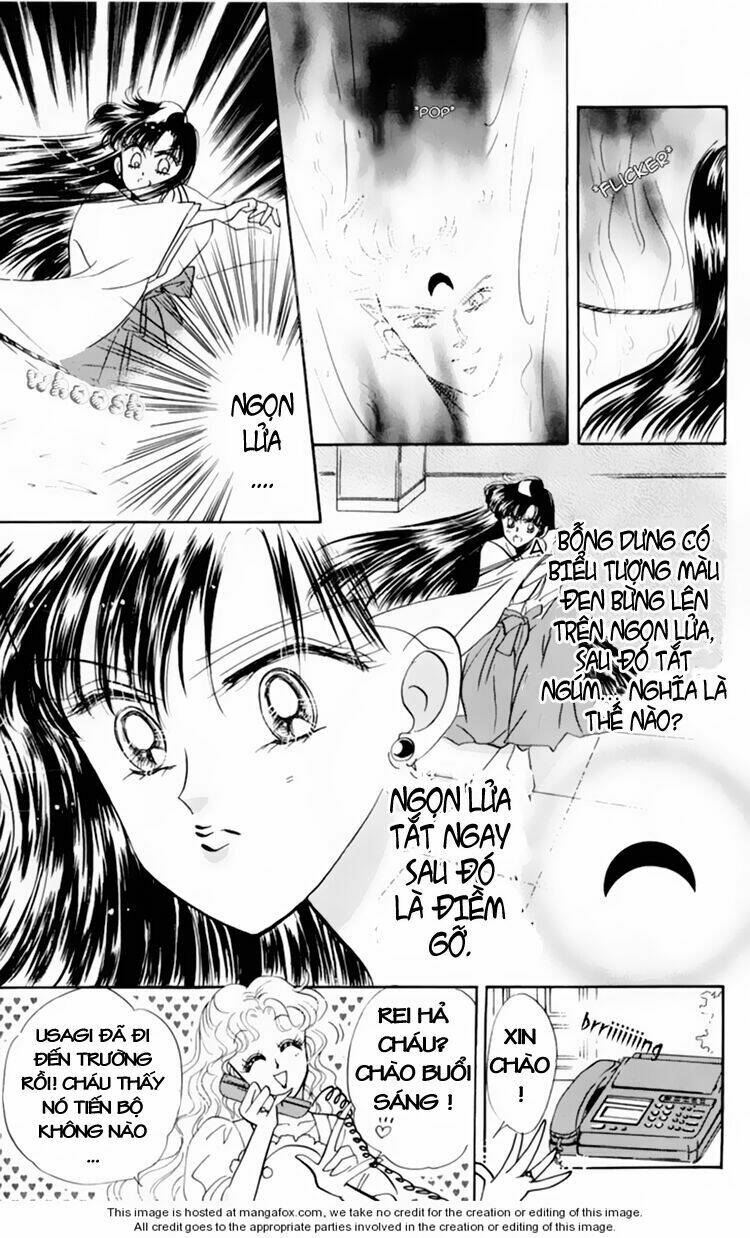 *FLICKER*
*POP*
whoosh
NGỌN
LỬA
....
BỖNG DƯNG CÓ
BIỂU TƯỢNG MÀU
ĐEN BỪNG LÊN
TRÊN NGỌN LỬA,
SAU ĐÓ TẮT
NGÚM... NGHĨA LÀ
THẾ NÀO?
NGỌN LỬA
TẮT NGAY
SAU ĐÓ
LÀ ĐIỀM
GỠ.
brriiiiiing
XIN
CHÀO
!
REI HẢ
CHÁU?
CHÀO BUỔI
SÁNG !
USAGI ĐÃ ĐI
ĐẾN TRƯỜNG
RỒI! CHÁU THẤY
NÓ TIẾN BỘ
KHÔNG NÀO
...
This image is hosted at mangafox.com, we take no credit for the creation or editing of this image.
All credit goes to the appropriate parties involved in the creation or editing of this image.